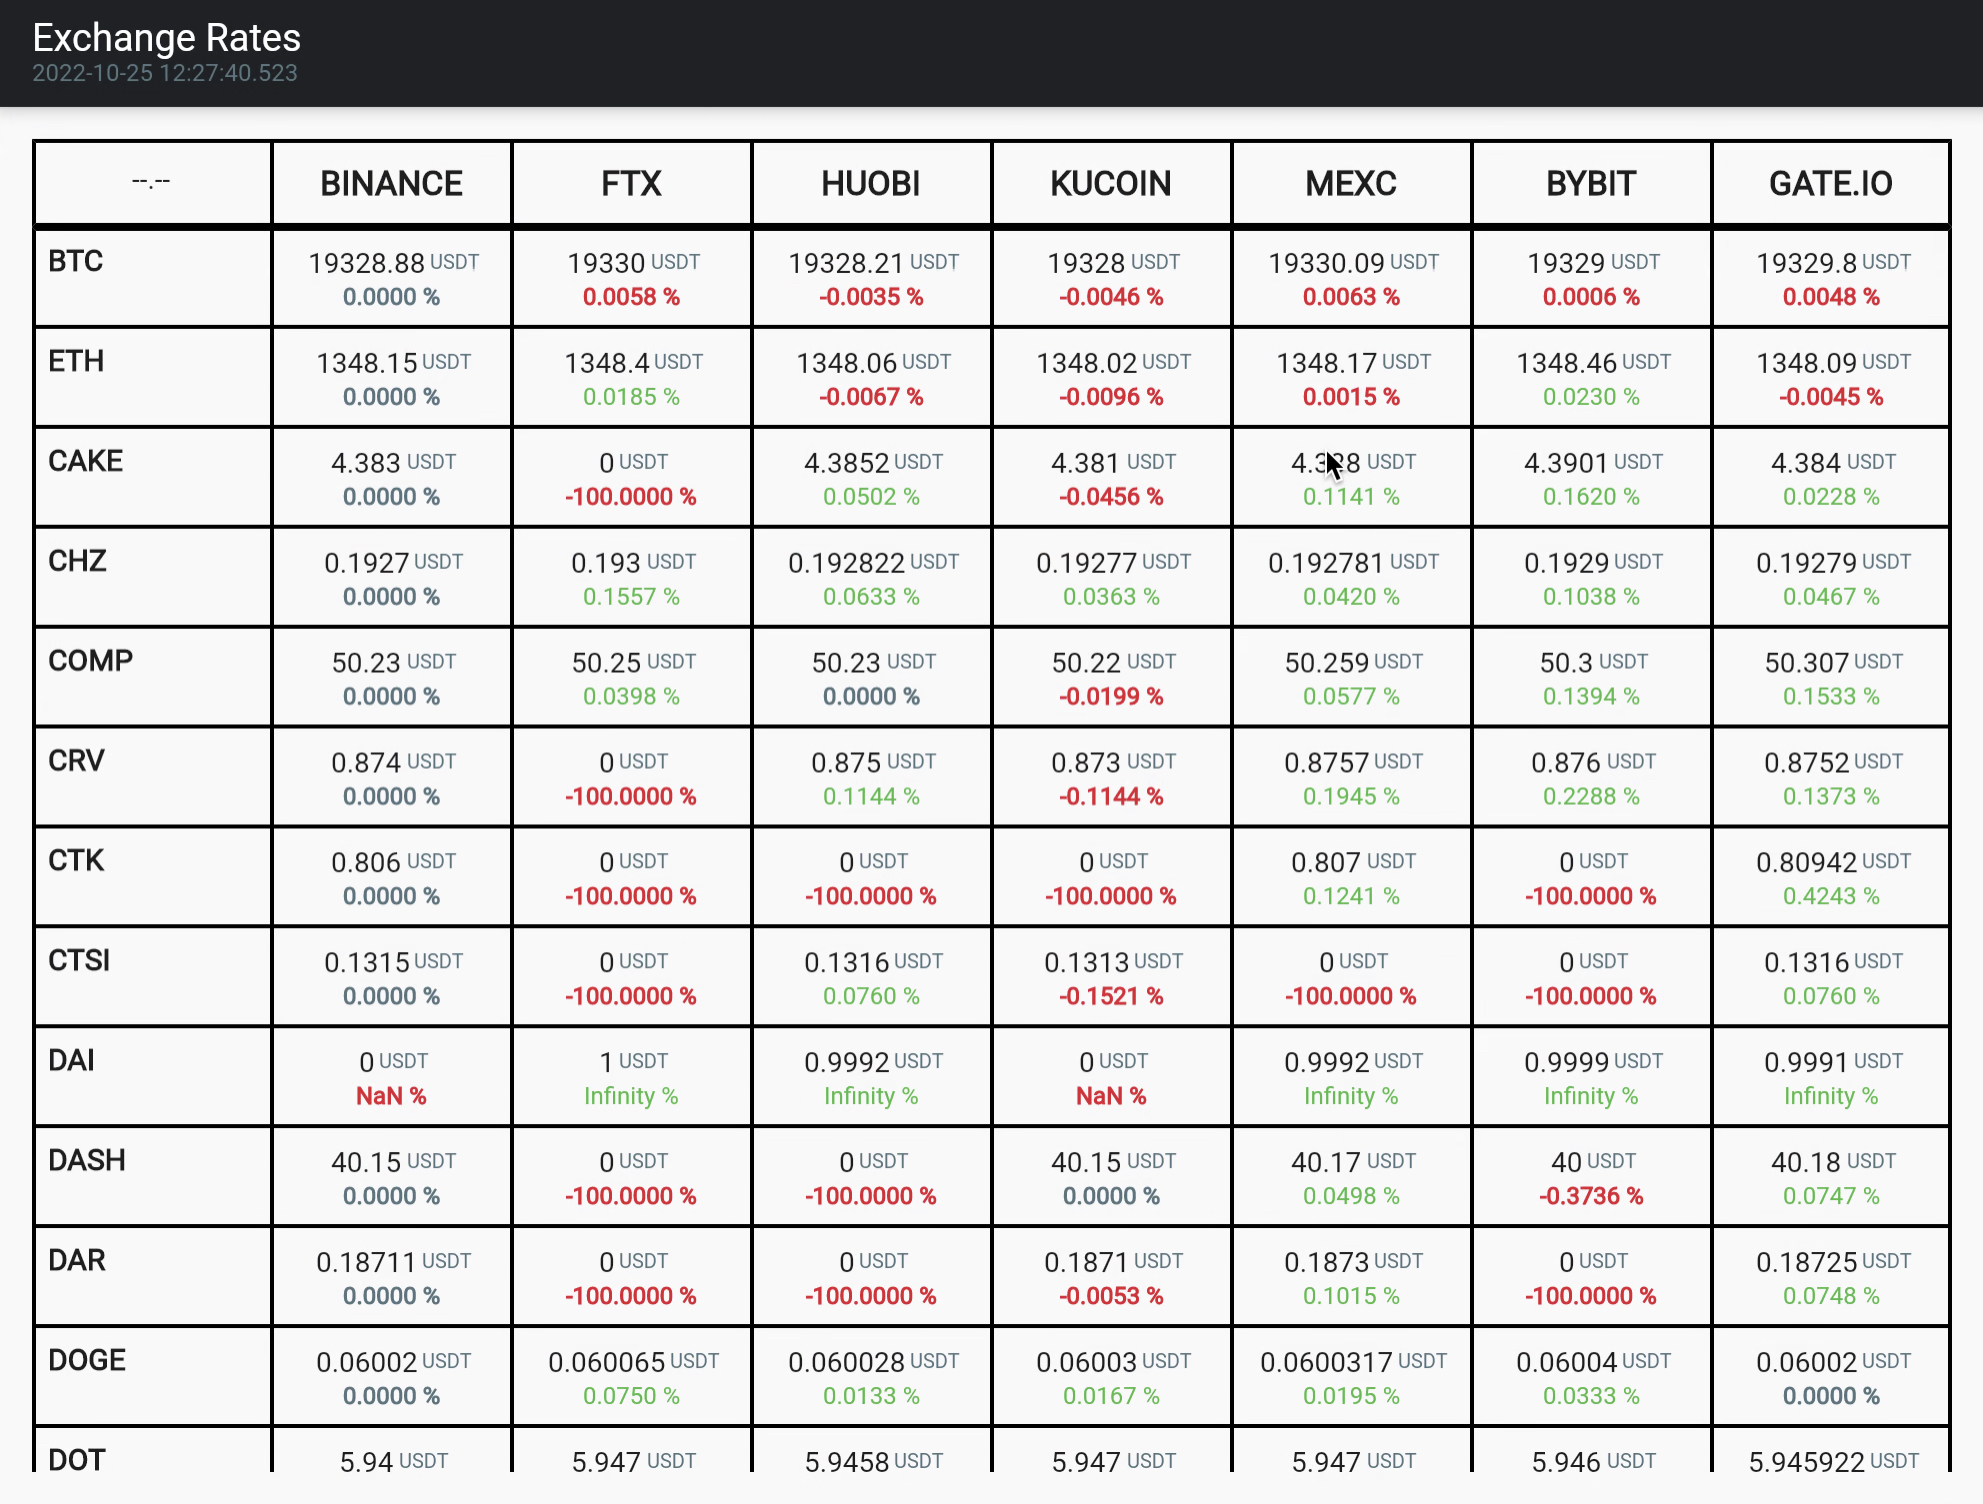 Exchange Rates
2022-10-25 12:27:40.523
--.-- BINANCE FTX HUOBI KUCOIN MEXC BYBIT GATE.IO
BTC 19328.88 USDT 19330 USDT 19328.21 USDT 19328 USDT 19330.09 USDT 19329 USDT 19329.8 USDT
0.0000 % 0.0058 % -0.0035 % -0.0046 % 0.0063 % 0.0006 % 0.0048 %
ETH 1348.15 USDT 1348.4 USDT 1348.06 USDT 1348.02 USDT 1348.17 USDT 1348.46 USDT 1348.09 USDT
0.0000 % 0.0185 % -0.0067 % -0.0096 % 0.0015 % 0.0230 % -0.0045 %
CAKE 4.383 USDT 0 USDT 4.3852 USDT 4.381 USDT 4.388 USDT 4.3901 USDT 4.384 USDT
0.0000 % -100.0000 % 0.0502 % -0.0456 % 0.1141 % 0.1620 % 0.0228 %
CHZ 0.1927 USDT 0.193 USDT 0.192822 USDT 0.19277 USDT 0.192781 USDT 0.1929 USDT 0.19279 USDT
0.0000 % 0.1557 % 0.0633 % 0.0363 % 0.0420 % 0.1038 % 0.0467 %
COMP 50.23 USDT 50.25 USDT 50.23 USDT 50.22 USDT 50.259 USDT 50.3 USDT 50.307 USDT
0.0000 % 0.0398 % 0.0000 % -0.0199 % 0.0577 % 0.1394 % 0.1533 %
CRV 0.874 USDT 0 USDT 0.875 USDT 0.873 USDT 0.8757 USDT 0.876 USDT 0.8752 USDT
0.0000 % -100.0000 % 0.1144 % -0.1144 % 0.1945 % 0.2288 % 0.1373 %
CTK 0.806 USDT 0 USDT 0 USDT 0 USDT 0.807 USDT 0 USDT 0.80942 USDT
0.0000 % -100.0000 % -100.0000 % -100.0000 % 0.1241 % -100.0000 % 0.4243 %
CTSI 0.1315 USDT 0 USDT 0.1316 USDT 0.1313 USDT 0 USDT 0 USDT 0.1316 USDT
0.0000 % -100.0000 % 0.0760 % -0.1521 % -100.0000 % -100.0000 % 0.0760 %
DAI 0 USDT 1 USDT 0.9992 USDT 0 USDT 0.9992 USDT 0.9999 USDT 0.9991 USDT
NaN % Infinity % Infinity % NaN % Infinity % Infinity % Infinity %
DASH 40.15 USDT 0 USDT 0 USDT 40.15 USDT 40.17 USDT 40 USDT 40.18 USDT
0.0000 % -100.0000 % -100.0000 % 0.0000 % 0.0498 % -0.3736 % 0.0747 %
DAR 0.18711 USDT 0 USDT 0 USDT 0.1871 USDT 0.1873 USDT 0 USDT 0.18725 USDT
0.0000 % -100.0000 % -100.0000 % -0.0053 % 0.1015 % -100.0000 % 0.0748 %
DOGE 0.06002 USDT 0.060065 USDT 0.060028 USDT 0.06003 USDT 0.0600317 USDT 0.06004 USDT 0.06002 USDT
0.0000 % 0.0750 % 0.0133 % 0.0167 % 0.0195 % 0.0333 % 0.0000 %
DOT 5.94 USDT 5.947 USDT 5.9458 USDT 5.947 USDT 5.947 USDT 5.946 USDT 5.945922 USDT